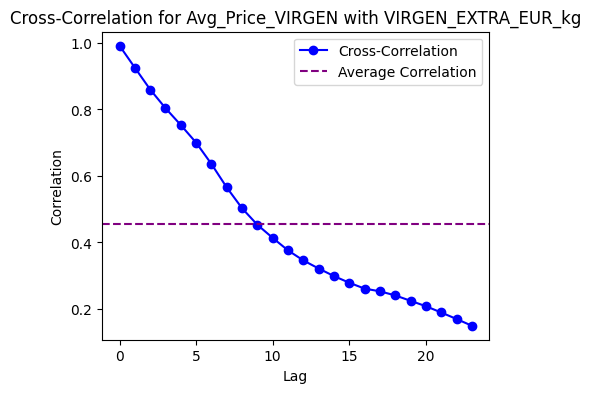 Cross-Correlation for Avg_Price_VIRGEN with VIRGEN_EXTRA_EUR_kg
Cross-Correlation
Average Correlation
Correlation
1.0
0.8
0.6
0.4
0.2
0 5 10 15 20
Lag